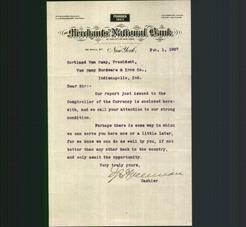 FOUNDED
Merchants National Bank
New York,
Feb. 1, 1907
Cortland Van Camp, President,
Van Camp Hardware & Iron Co.,
Indianapolis, Ind.
Dear Sir:-
Our report just issued to the
Comptroller of the Currency is enclosed here-
with, and we call your attention to our strong
condition.
Perhaps there is some way in which
we can serve you here now or a little later,
for we know we can do as well by you, if not
better than any other bank in the country,
and only await the opportunity.
Very truly yours,
Cashier.